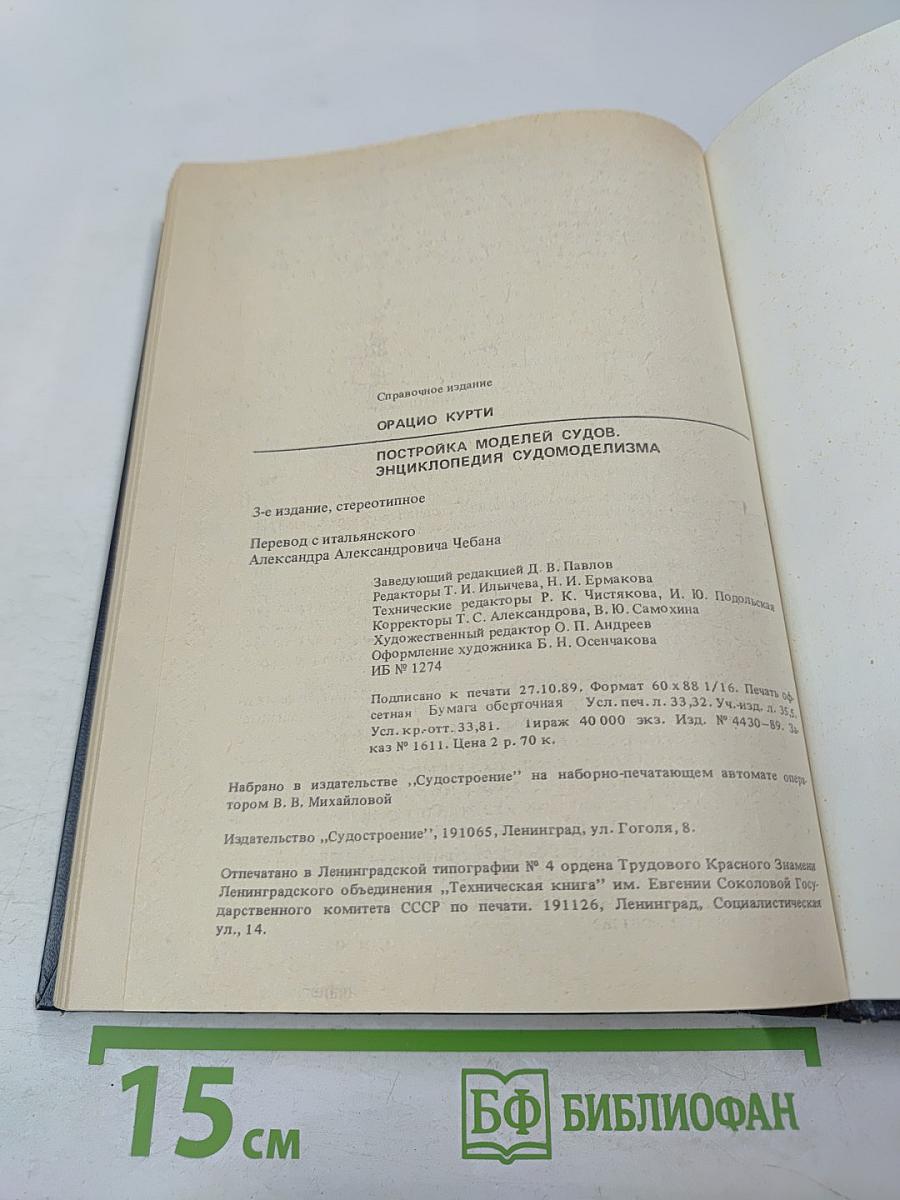 Справочное издание
ОРАЦИО КУРТИ
ПОСТРОЙКА МОДЕЛЕЙ СУДОВ.
ЭНЦИКЛОПЕДИЯ СУДОМОДЕЛИЗМА
3-е издание, стереотипное
Перевод с итальянского
Александра Александровича Чебана
Заведующий редакцией Д. В. Павлов
Редакторы Т. И. Ильичева, Н. И. Ермакова
Технические редакторы Р. К. Чистякова, И. Ю. Подольская
Корректоры Т. С. Александрова, В. Ю. Самохина
Художественный редактор О. П. Андреев
Оформление художника Б. Н. Осенчакова
ИБ № 1274
Подписано к печати 27.10.89. Формат 60 x 88 1/16. Печать оф-
сетная Бумага оберточная Усл. печ. л. 33,32. Уч.-изд. л. 35,5.
Усл. кр.-отт. 33,81. Тираж 40 000 экз. Изд. № 4430—89. За-
каз № 1611. Цена 2 р. 70 к.
Набрано в издательстве „Судостроение” на наборно-печатающем автомате опера-
тором В. В. Михайловой
Издательство „Судостроение”, 191065, Ленинград, ул. Гоголя, 8.
Отпечатано в Ленинградской типографии № 4 ордена Трудового Красного Знамени
Ленинградского объединения „Техническая книга” им. Евгении Соколовой Госу-
дарственного комитета СССР по печати. 191126, Ленинград, Социалистическая
ул., 14.
15 см
БФ БИБЛИОФАН